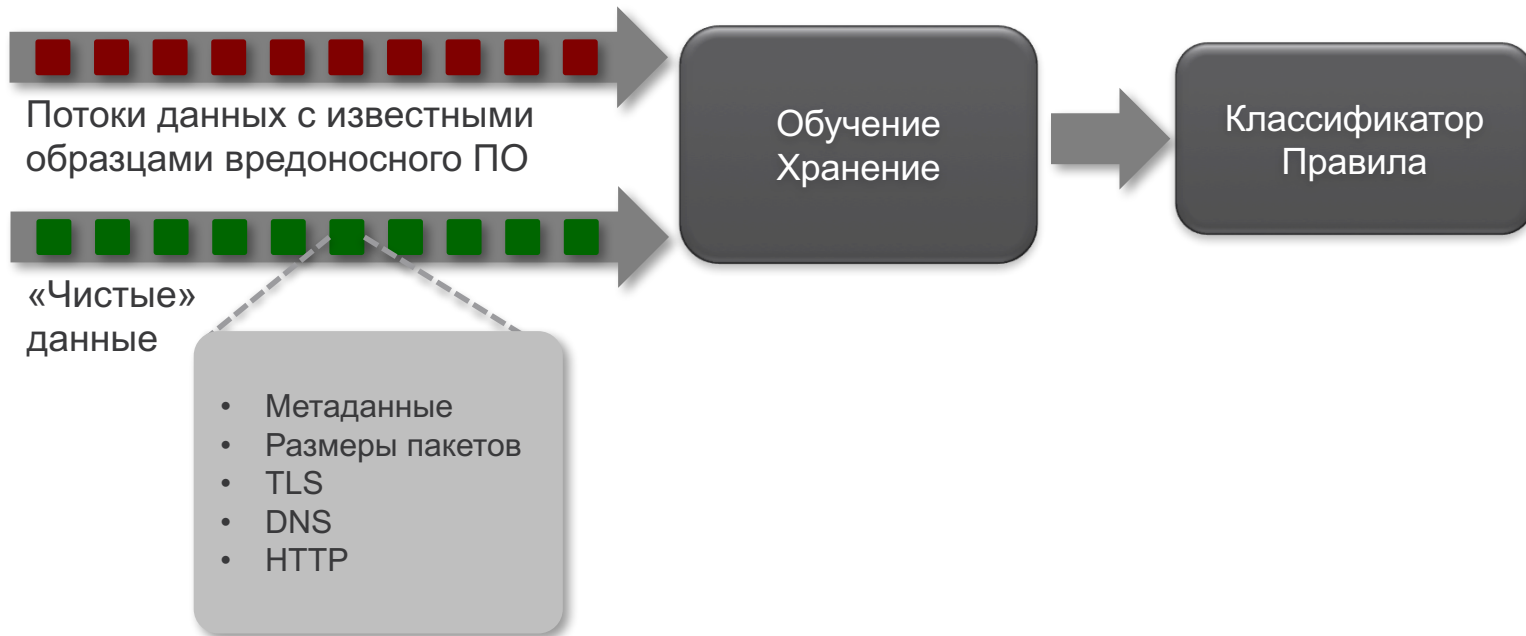 Потоки данных с известными
образцами вредоносного ПО
«Чистые»
данные
• Метаданные
• Размеры пакетов
• TLS
• DNS
• HTTP
Обучение
Хранение
Классификатор
Правила